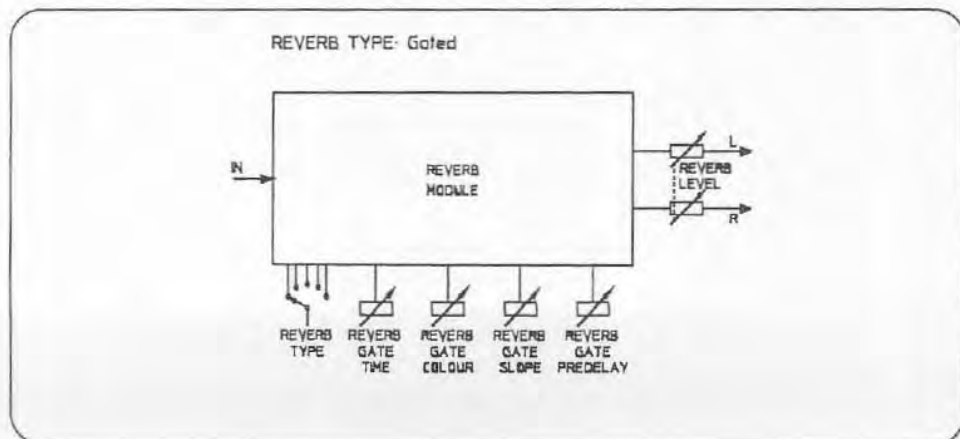 REVERB TYPE: Gated
IN
REVERB
MODULE
L
REVERB
LEVEL
R
REVERB
TYPE
REVERB
GATE
TIME
REVERB
GATE
COLOUR
REVERB
GATE
SLOPE
REVERB
GATE
PREDELAY